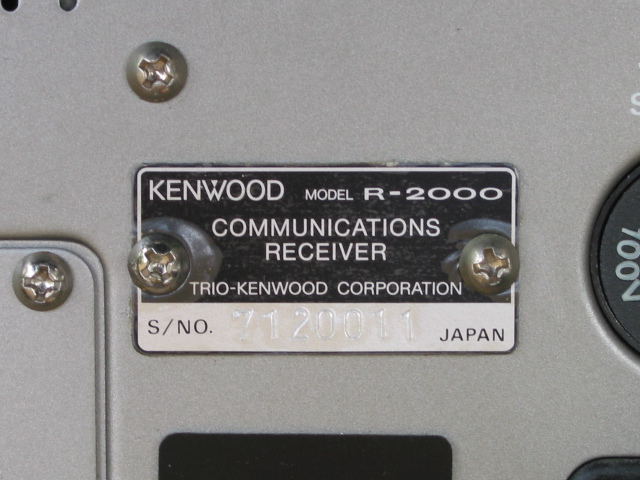 KENWOOD MODEL R-2000
COMMUNICATIONS
RECEIVER
TRIO-KENWOOD CORPORATION
S/NO. 7120011 JAPAN
S